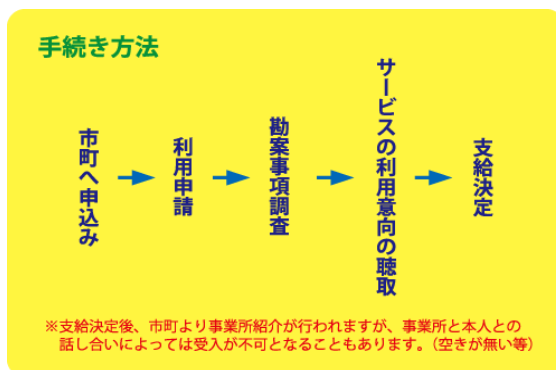 手続き方法
市町へ申込み
利用申請
勘案事項調査
サービスの利用意向の聴取
支給決定
※支給決定後、市町より事業所紹介が行われますが、事業所と本人との
話し合いによっては受入が不可となることもあります。（空きが無い等）